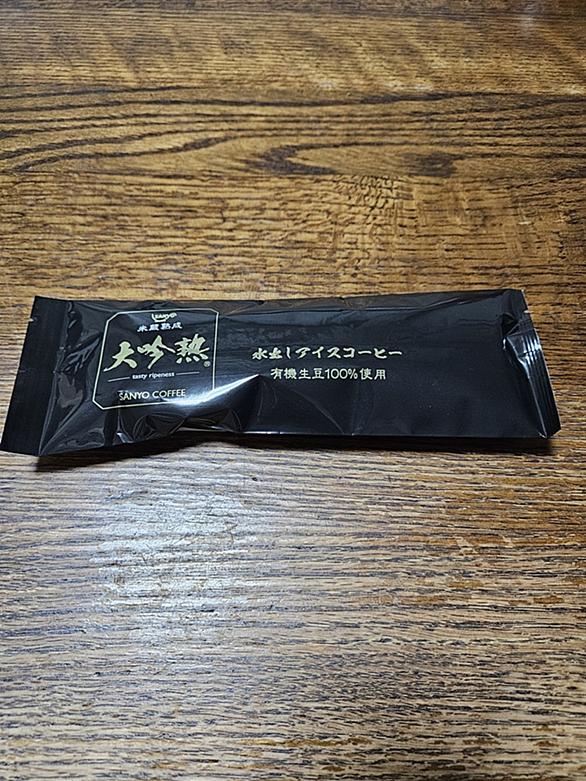 SANYO
米蔵熟成
大吟熟®
tasty ripeness
SANYO COFFEE
水出しアイスコーヒー
有機生豆100%使用